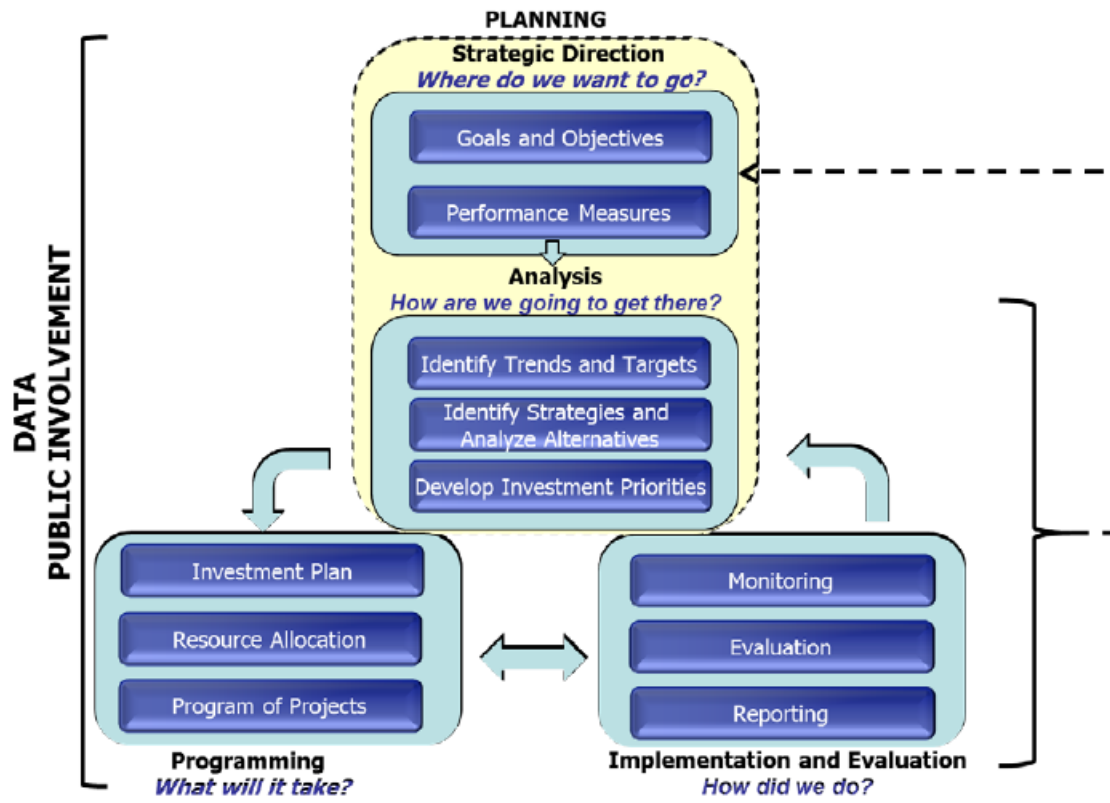 PLANNING
Strategic Direction
Where do we want to go?
Goals and Objectives
Performance Measures
Analysis
How are we going to get there?
Identify Trends and Targets
Identify Strategies and
Analyze Alternatives
Develop Investment Priorities
DATA
PUBLIC INVOLVEMENT
Investment Plan
Resource Allocation
Program of Projects
Programming
What will it take?
Monitoring
Evaluation
Reporting
Implementation and Evaluation
How did we do?